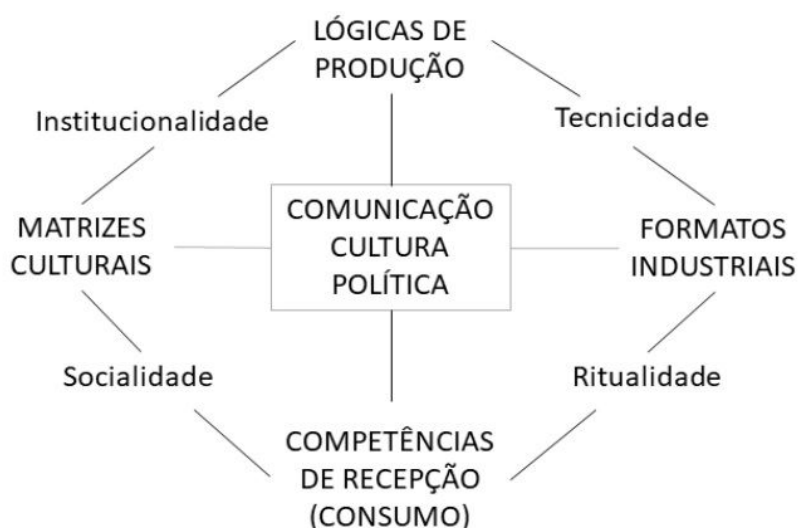 LÓGICAS DE
PRODUÇÃO
Institucionalidade
Tecnicidade
MATRIZES
CULTURAIS
COMUNICAÇÃO
CULTURA
POLÍTICA
FORMATOS
INDUSTRIAIS
Socialidade
Ritualidade
COMPETÊNCIAS
DE RECEPÇÃO
(CONSUMO)